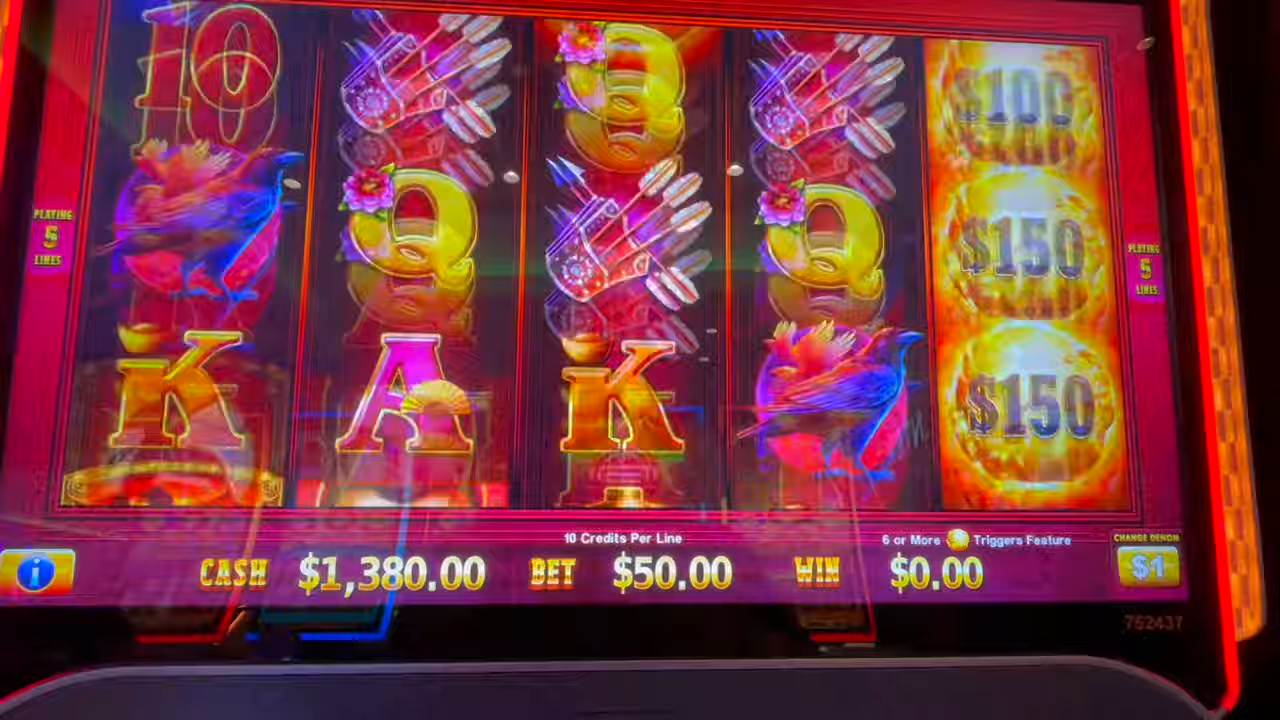 10 Q $100
PLAYING 5 LINES
Q Q $150
PLAYING 5 LINES
K A K $150
10 Credits Per Line
6 or More Triggers Feature
CHANGE DENOM
$1
i CASH $1,380.00 BET $50.00 WIN $0.00
752437